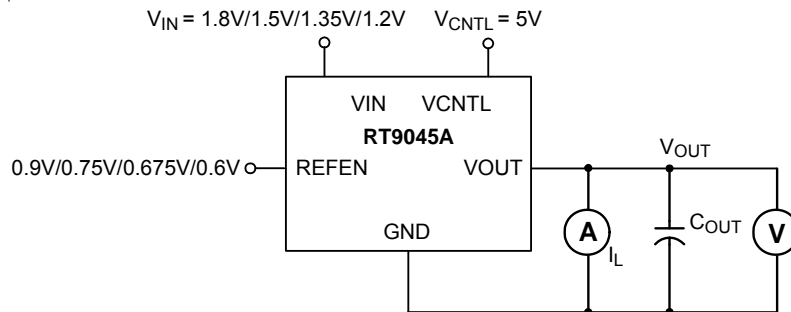 V_IN = 1.8V/1.5V/1.35V/1.2V V_CNTL = 5V
VIN VCNTL
RT9045A
0.9V/0.75V/0.675V/0.6V REFEN VOUT V_OUT
GND
A
I_L
C_OUT
V